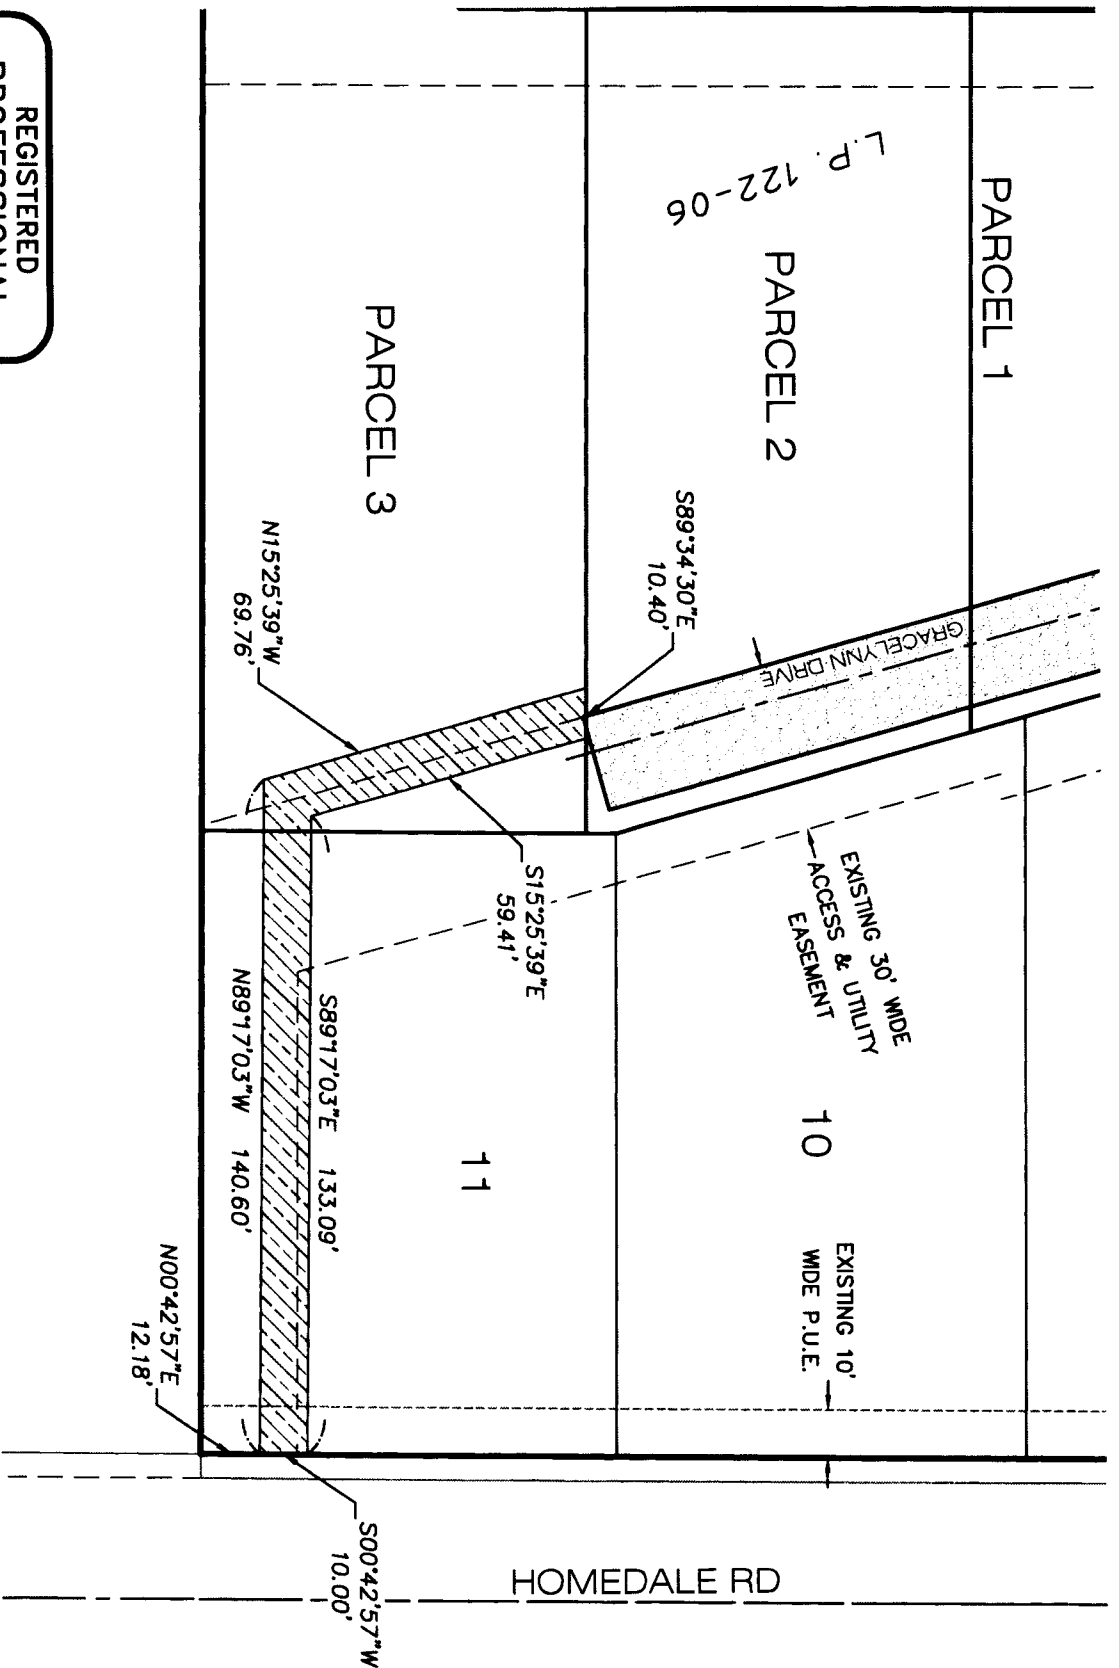 REGISTERED
PROFESSIONAL
L.P. 122-06
PARCEL 1
PARCEL 2
PARCEL 3
S89°34'30"E
10.40'
GRACELYNN DRIVE
N15°25'39"W
69.76'
S15°25'39"E
59.41'
EXISTING 30' WIDE
ACCESS & UTILITY
EASEMENT
S89°17'03"E 133.09'
N89°17'03"W 140.60'
10
11
EXISTING 10'
WIDE P.U.E.
N00°42'57"E
12.18'
S00°42'57"W
10.00'
HOMEDALE RD